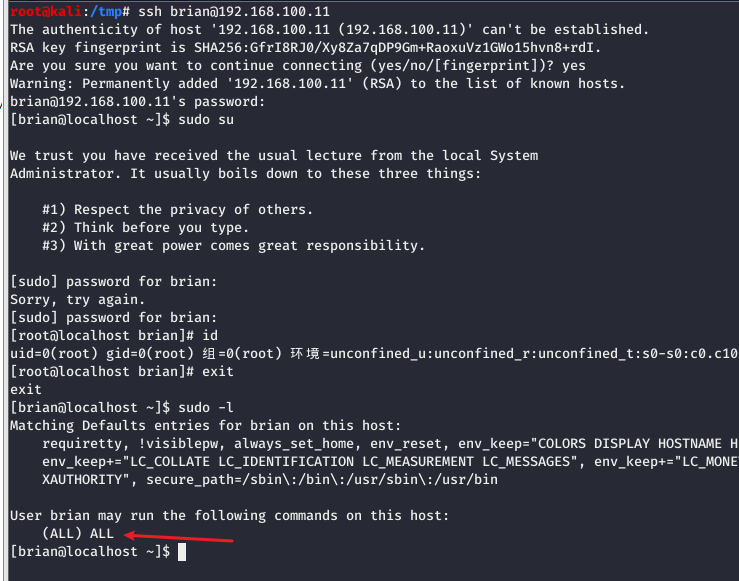 root@kali:/tmp# ssh brian@192.168.100.11
The authenticity of host '192.168.100.11 (192.168.100.11)' can't be established.
RSA key fingerprint is SHA256:GfrI8RJ0/Xy8Za7qDP9Gm+RaoxuVz1GWo15hvn8+rdI.
Are you sure you want to continue connecting (yes/no/[fingerprint])? yes
Warning: Permanently added '192.168.100.11' (RSA) to the list of known hosts.
brian@192.168.100.11's password:
[brian@localhost ~]$ sudo su
We trust you have received the usual lecture from the local System
Administrator. It usually boils down to these three things:
#1) Respect the privacy of others.
#2) Think before you type.
#3) With great power comes great responsibility.
[sudo] password for brian:
Sorry, try again.
[sudo] password for brian:
[root@localhost brian]# id
uid=0(root) gid=0(root) 组=0(root) 环境=unconfined_u:unconfined_r:unconfined_t:s0-s0:c0.c10
[root@localhost brian]# exit
exit
[brian@localhost ~]$ sudo -l
Matching Defaults entries for brian on this host:
requiretty, !visiblepw, always_set_home, env_reset, env_keep="COLORS DISPLAY HOSTNAME H
env_keep+="LC_COLLATE LC_IDENTIFICATION LC_MEASUREMENT LC_MESSAGES", env_keep+="LC_MONE
XAUTHORITY", secure_path=/sbin\:/bin\:/usr/sbin\:/usr/bin
User brian may run the following commands on this host:
(ALL) ALL
[brian@localhost ~]$